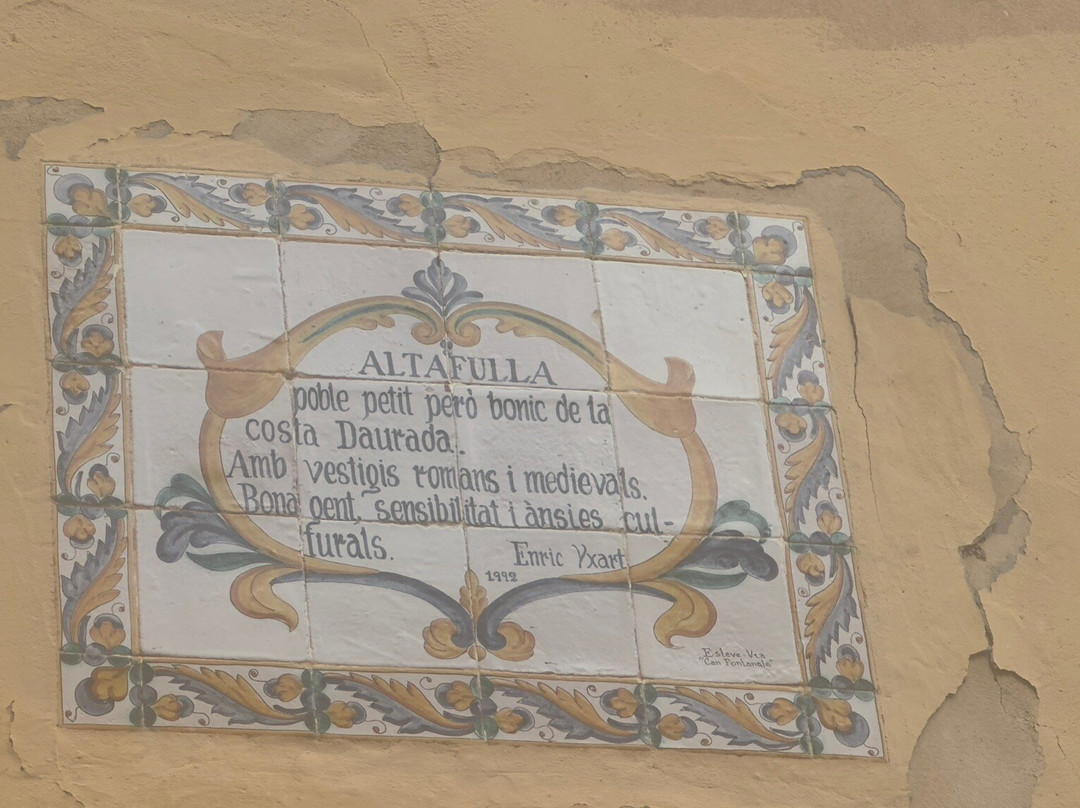 ALTAFULLA
poble petit però bonic de la
costa Daurada.
Amb vestigis romans i medievals.
Bona gent, sensibilitat i ànsies cul-
turals.
Enric Yxart
1992
Esteve Via
"Can Fontanals"